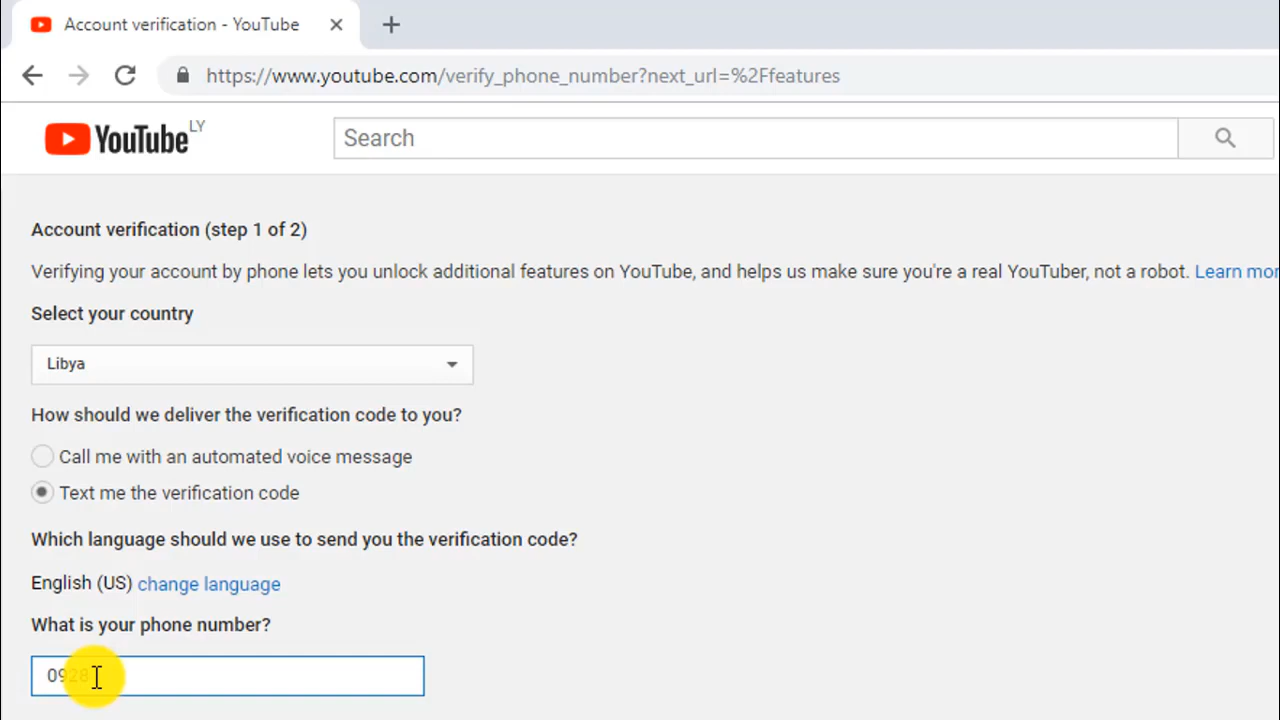 Account verification - YouTube
https://www.youtube.com/verify_phone_number?next_url=%2Ffeatures
YouTube LY
Search
Account verification (step 1 of 2)
Verifying your account by phone lets you unlock additional features on YouTube, and helps us make sure you're a real YouTuber, not a robot. Learn mor
Select your country
Libya
How should we deliver the verification code to you?
Call me with an automated voice message
Text me the verification code
Which language should we use to send you the verification code?
English (US) change language
What is your phone number?
0928